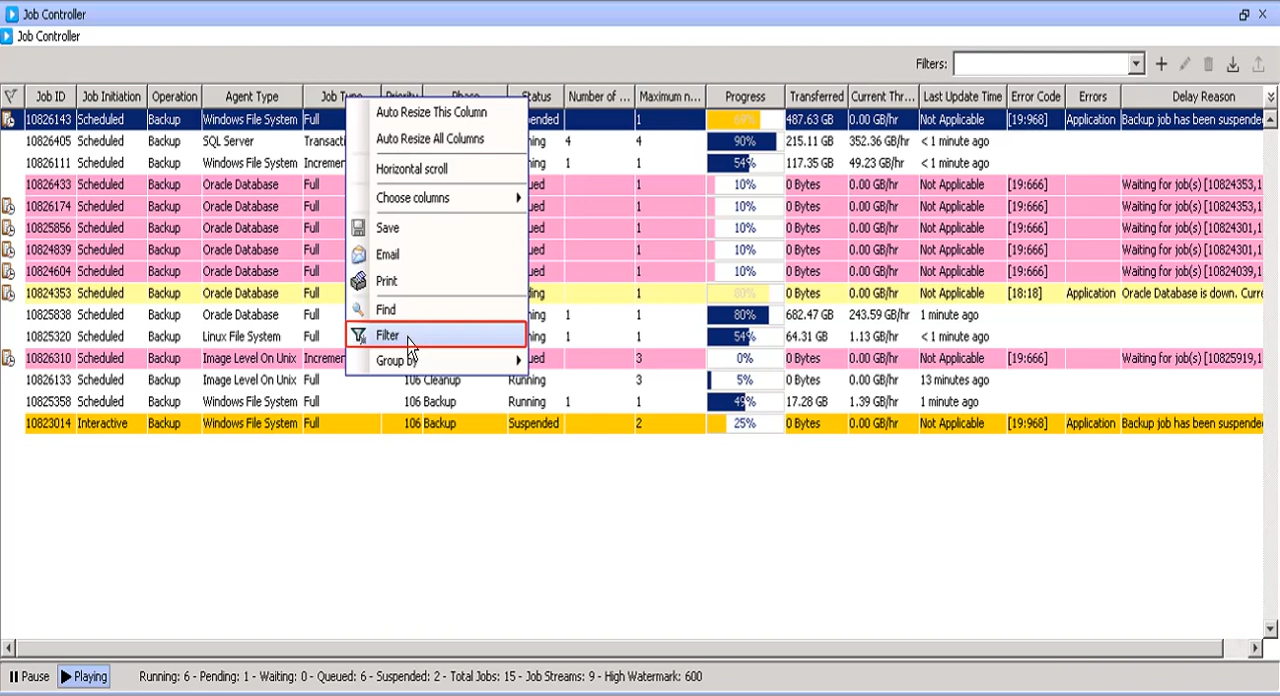 Job Controller
Job Controller
Filters:
Job ID Job Initiation Operation Agent Type Job Type Priority Phase Status Number of ... Maximum n... Progress Transferred Current Thr... Last Update Time Error Code Errors Delay Reason
10826143 Scheduled Backup Windows File System Full 1 69% 487.63 GB 0.00 GB/hr Not Applicable [19:968] Application Backup job has been suspende
10826405 Scheduled Backup SQL Server 4 4 90% 215.11 GB 352.36 GB/hr < 1 minute ago
10826111 Scheduled Backup Windows File System 1 1 54% 117.35 GB 49.23 GB/hr < 1 minute ago
10826433 Scheduled Backup Oracle Database Full 1 10% 0 Bytes 0.00 GB/hr Not Applicable [19:666] Waiting for job(s) [10824353,1
10826174 Scheduled Backup Oracle Database Full 1 10% 0 Bytes 0.00 GB/hr Not Applicable [19:666] Waiting for job(s) [10824353,1
10825856 Scheduled Backup Oracle Database Full 1 10% 0 Bytes 0.00 GB/hr Not Applicable [19:666] Waiting for job(s) [10824301,1
10824839 Scheduled Backup Oracle Database Full 1 10% 0 Bytes 0.00 GB/hr Not Applicable [19:666] Waiting for job(s) [10824301,1
10824604 Scheduled Backup Oracle Database Full 1 10% 0 Bytes 0.00 GB/hr Not Applicable [19:666] Waiting for job(s) [10824039,1
10824353 Scheduled Backup Oracle Database Full 1 80% 0 Bytes 0.00 GB/hr Not Applicable [18:18] Application Oracle Database is down. Curre
10825838 Scheduled Backup Oracle Database Full 1 1 80% 682.47 GB 243.59 GB/hr 1 minute ago
10825320 Scheduled Backup Linux File System Full 1 1 54% 64.31 GB 1.13 GB/hr < 1 minute ago
10826310 Scheduled Backup Image Level On Unix 3 0% 0 Bytes 0.00 GB/hr Not Applicable [19:666] Waiting for job(s) [10825919,1
10826133 Scheduled Backup Image Level On Unix Full 106 Cleanup Running 3 5% 0 Bytes 0.00 GB/hr 13 minutes ago
10825358 Scheduled Backup Windows File System Full 106 Backup Running 1 1 49% 17.28 GB 1.39 GB/hr 1 minute ago
10823014 Interactive Backup Windows File System Full 106 Backup Suspended 2 25% 0 Bytes 0.00 GB/hr Not Applicable [19:968] Application Backup job has been suspende
Auto Resize This Column
Auto Resize All Columns
Horizontal scroll
Choose columns
Save
Email
Print
Find
Filter
Group By
Pause Playing Running: 6 - Pending: 1 - Waiting: 0 - Queued: 6 - Suspended: 2 - Total Jobs: 15 - Job Streams: 9 - High Watermark: 600